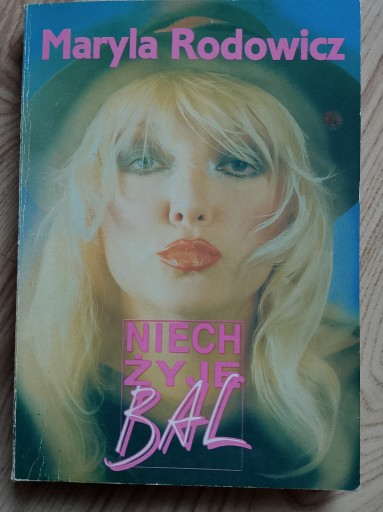 Maryla Rodowicz
NIECH
ŻYJE
BAL